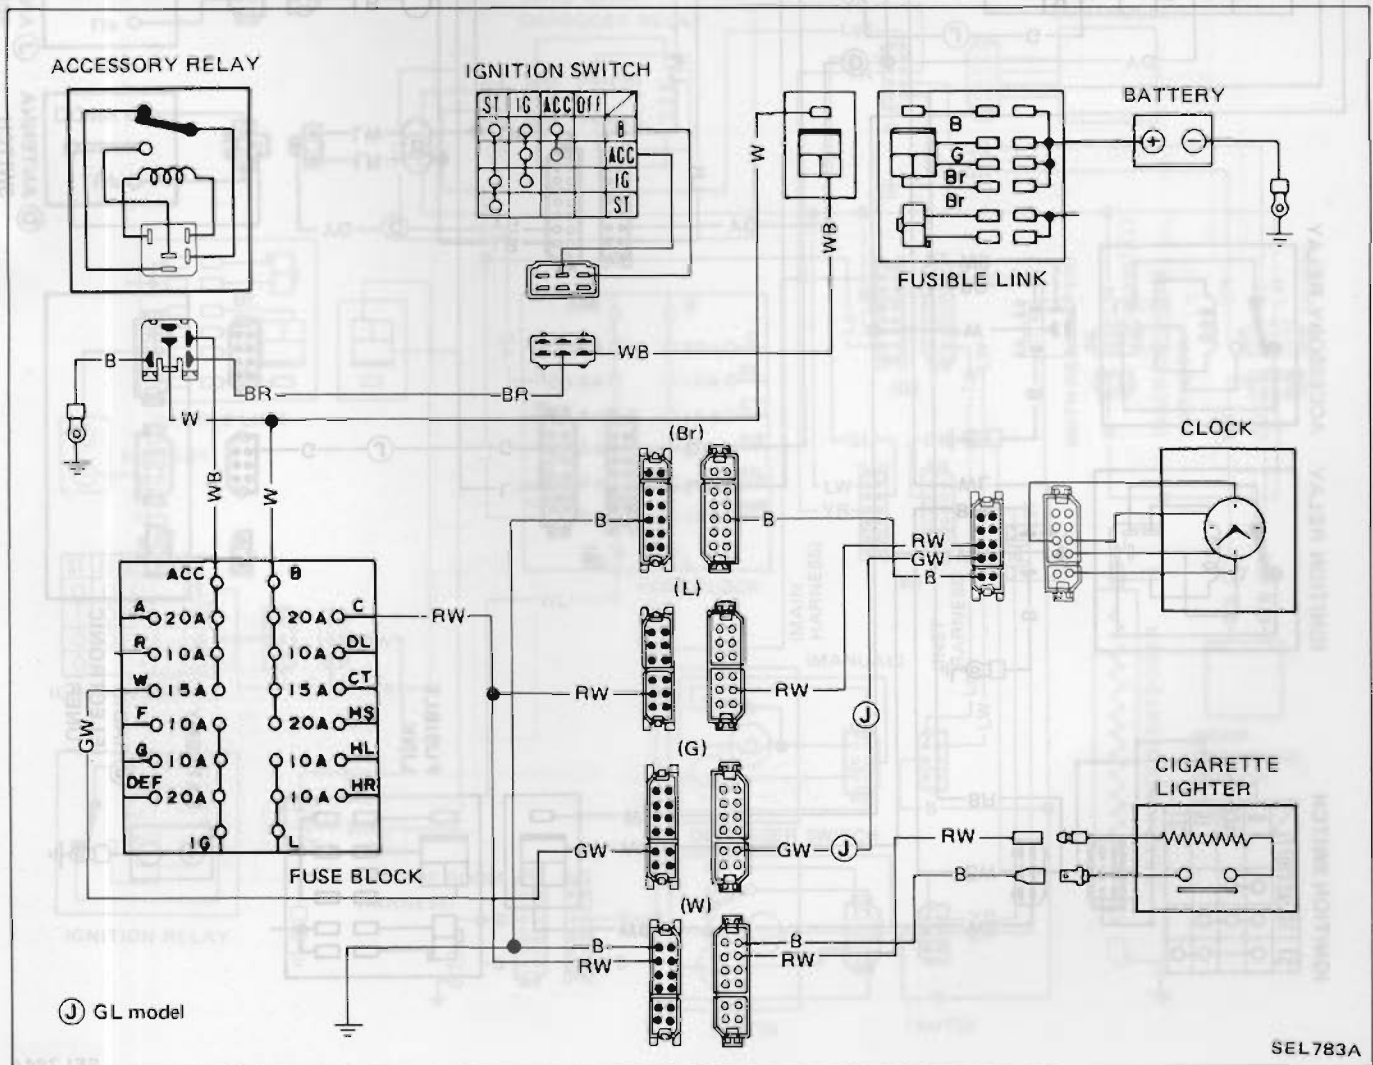 ACCESSORY RELAY
IGNITION SWITCH
ST IG ACC OFF
B
ACC
IG
ST
W
WB
B
G
Br
Br
FUSIBLE LINK
BATTERY
+ −
B
BR
BR
WB
W
WB
W
(Br)
B
B
RW
GW
B
CLOCK
(L)
RW
RW
RW
J
ACC B
A 20A 20A C
R 10A 10A DL
W 15A 15A CT
F 10A 20A HS
G 10A 10A HL
DEF 20A 10A HR
IG L
FUSE BLOCK
GW
(G)
GW
GW
J
CIGARETTE
LIGHTER
RW
B
(W)
B
RW
B
RW
J GL model
SEL783A